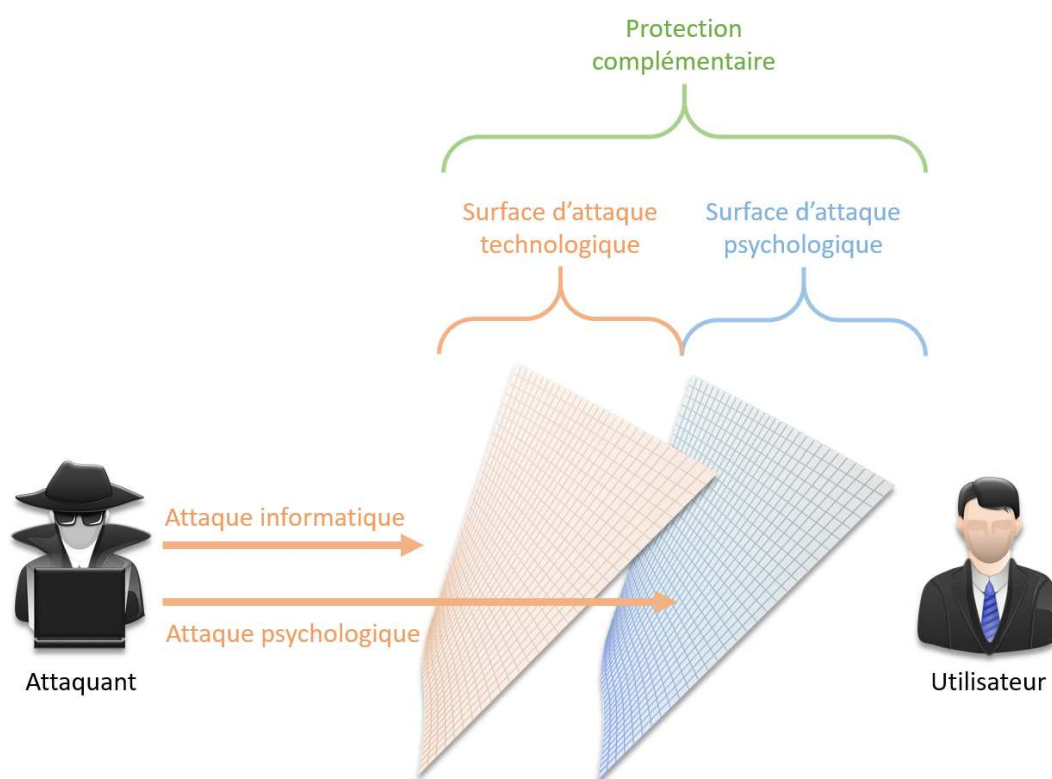 Protection
complémentaire
Surface d’attaque
technologique
Surface d’attaque
psychologique
Attaque informatique
Attaque psychologique
Attaquant
Utilisateur